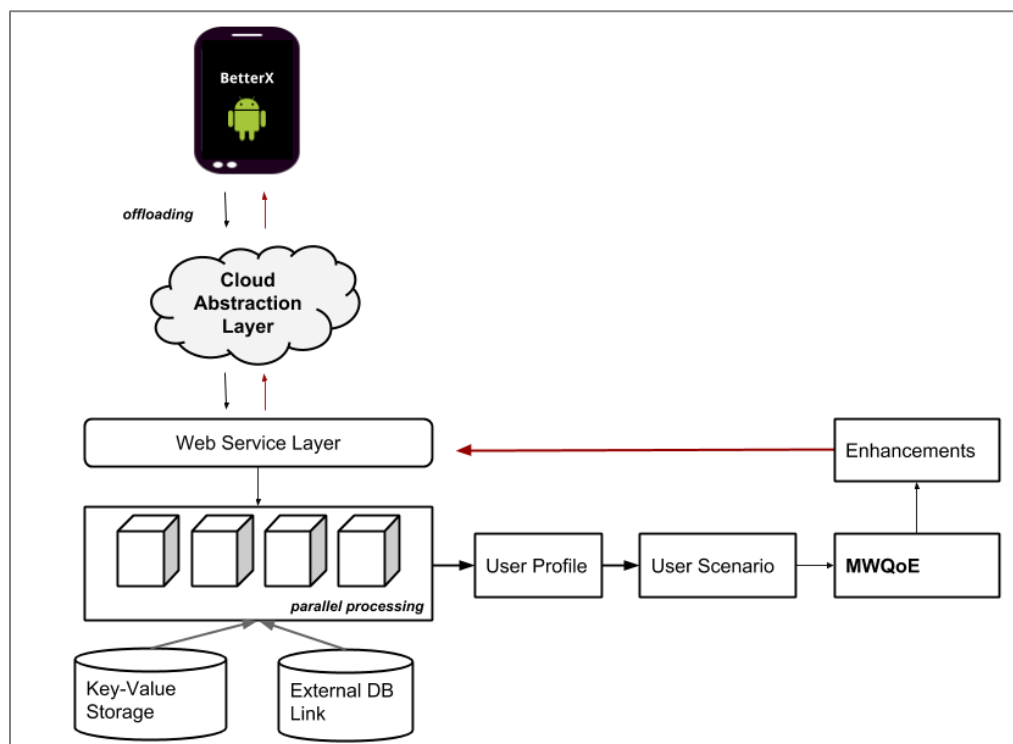 BetterX
offloading
Cloud
Abstraction
Layer
Web Service Layer
Enhancements
User Profile
User Scenario
MWQoE
parallel processing
Key-Value
Storage
External DB
Link